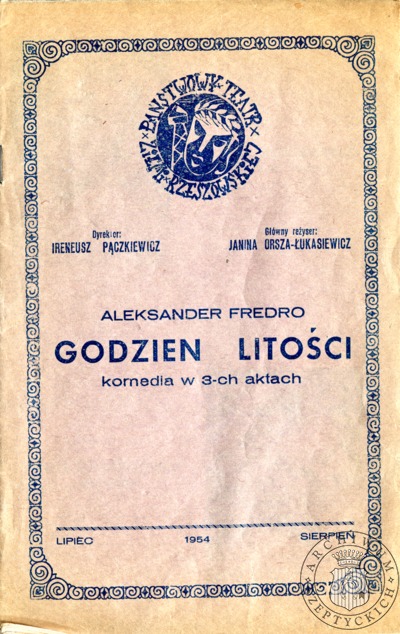 PAŃSTWOWY TEATR
ZIEMI RZESZOWSKIEJ
Dyrektor:
IRENEUSZ PĄCZKIEWICZ
Główny reżyser:
JANINA ORSZA-ŁUKASIEWICZ
ALEKSANDER FREDRO
GODZIEN LITOŚCI
komedia w 3-ch aktach
LIPIEC 1954 SIERPIEŃ
ARCHIWUM
SZEPTYCKICH